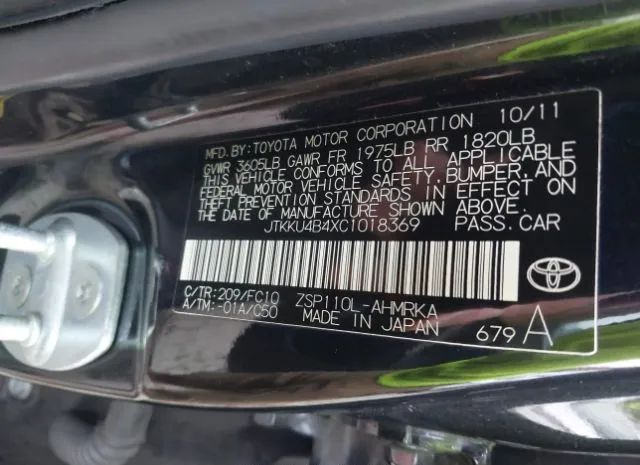 10/11
MFD.BY:TOYOTA MOTOR CORPORATION
GVWR 3605LB GAWR FR 1975LB RR 1820LB
THIS VEHICLE CONFORMS TO ALL APPLICABLE
FEDERAL MOTOR VEHICLE SAFETY,BUMPER,AND
THEFT PREVENTION STANDARDS IN EFFECT ON
THE DATE OF MANUFACTURE SHOWN ABOVE.
JTKKU4B4XC1018369 PASS.CAR
C/TR:209/FC10 ZSP110L-AHMRKA
A/TM:-01A/C50 MADE IN JAPAN
TOYOTA
679 A